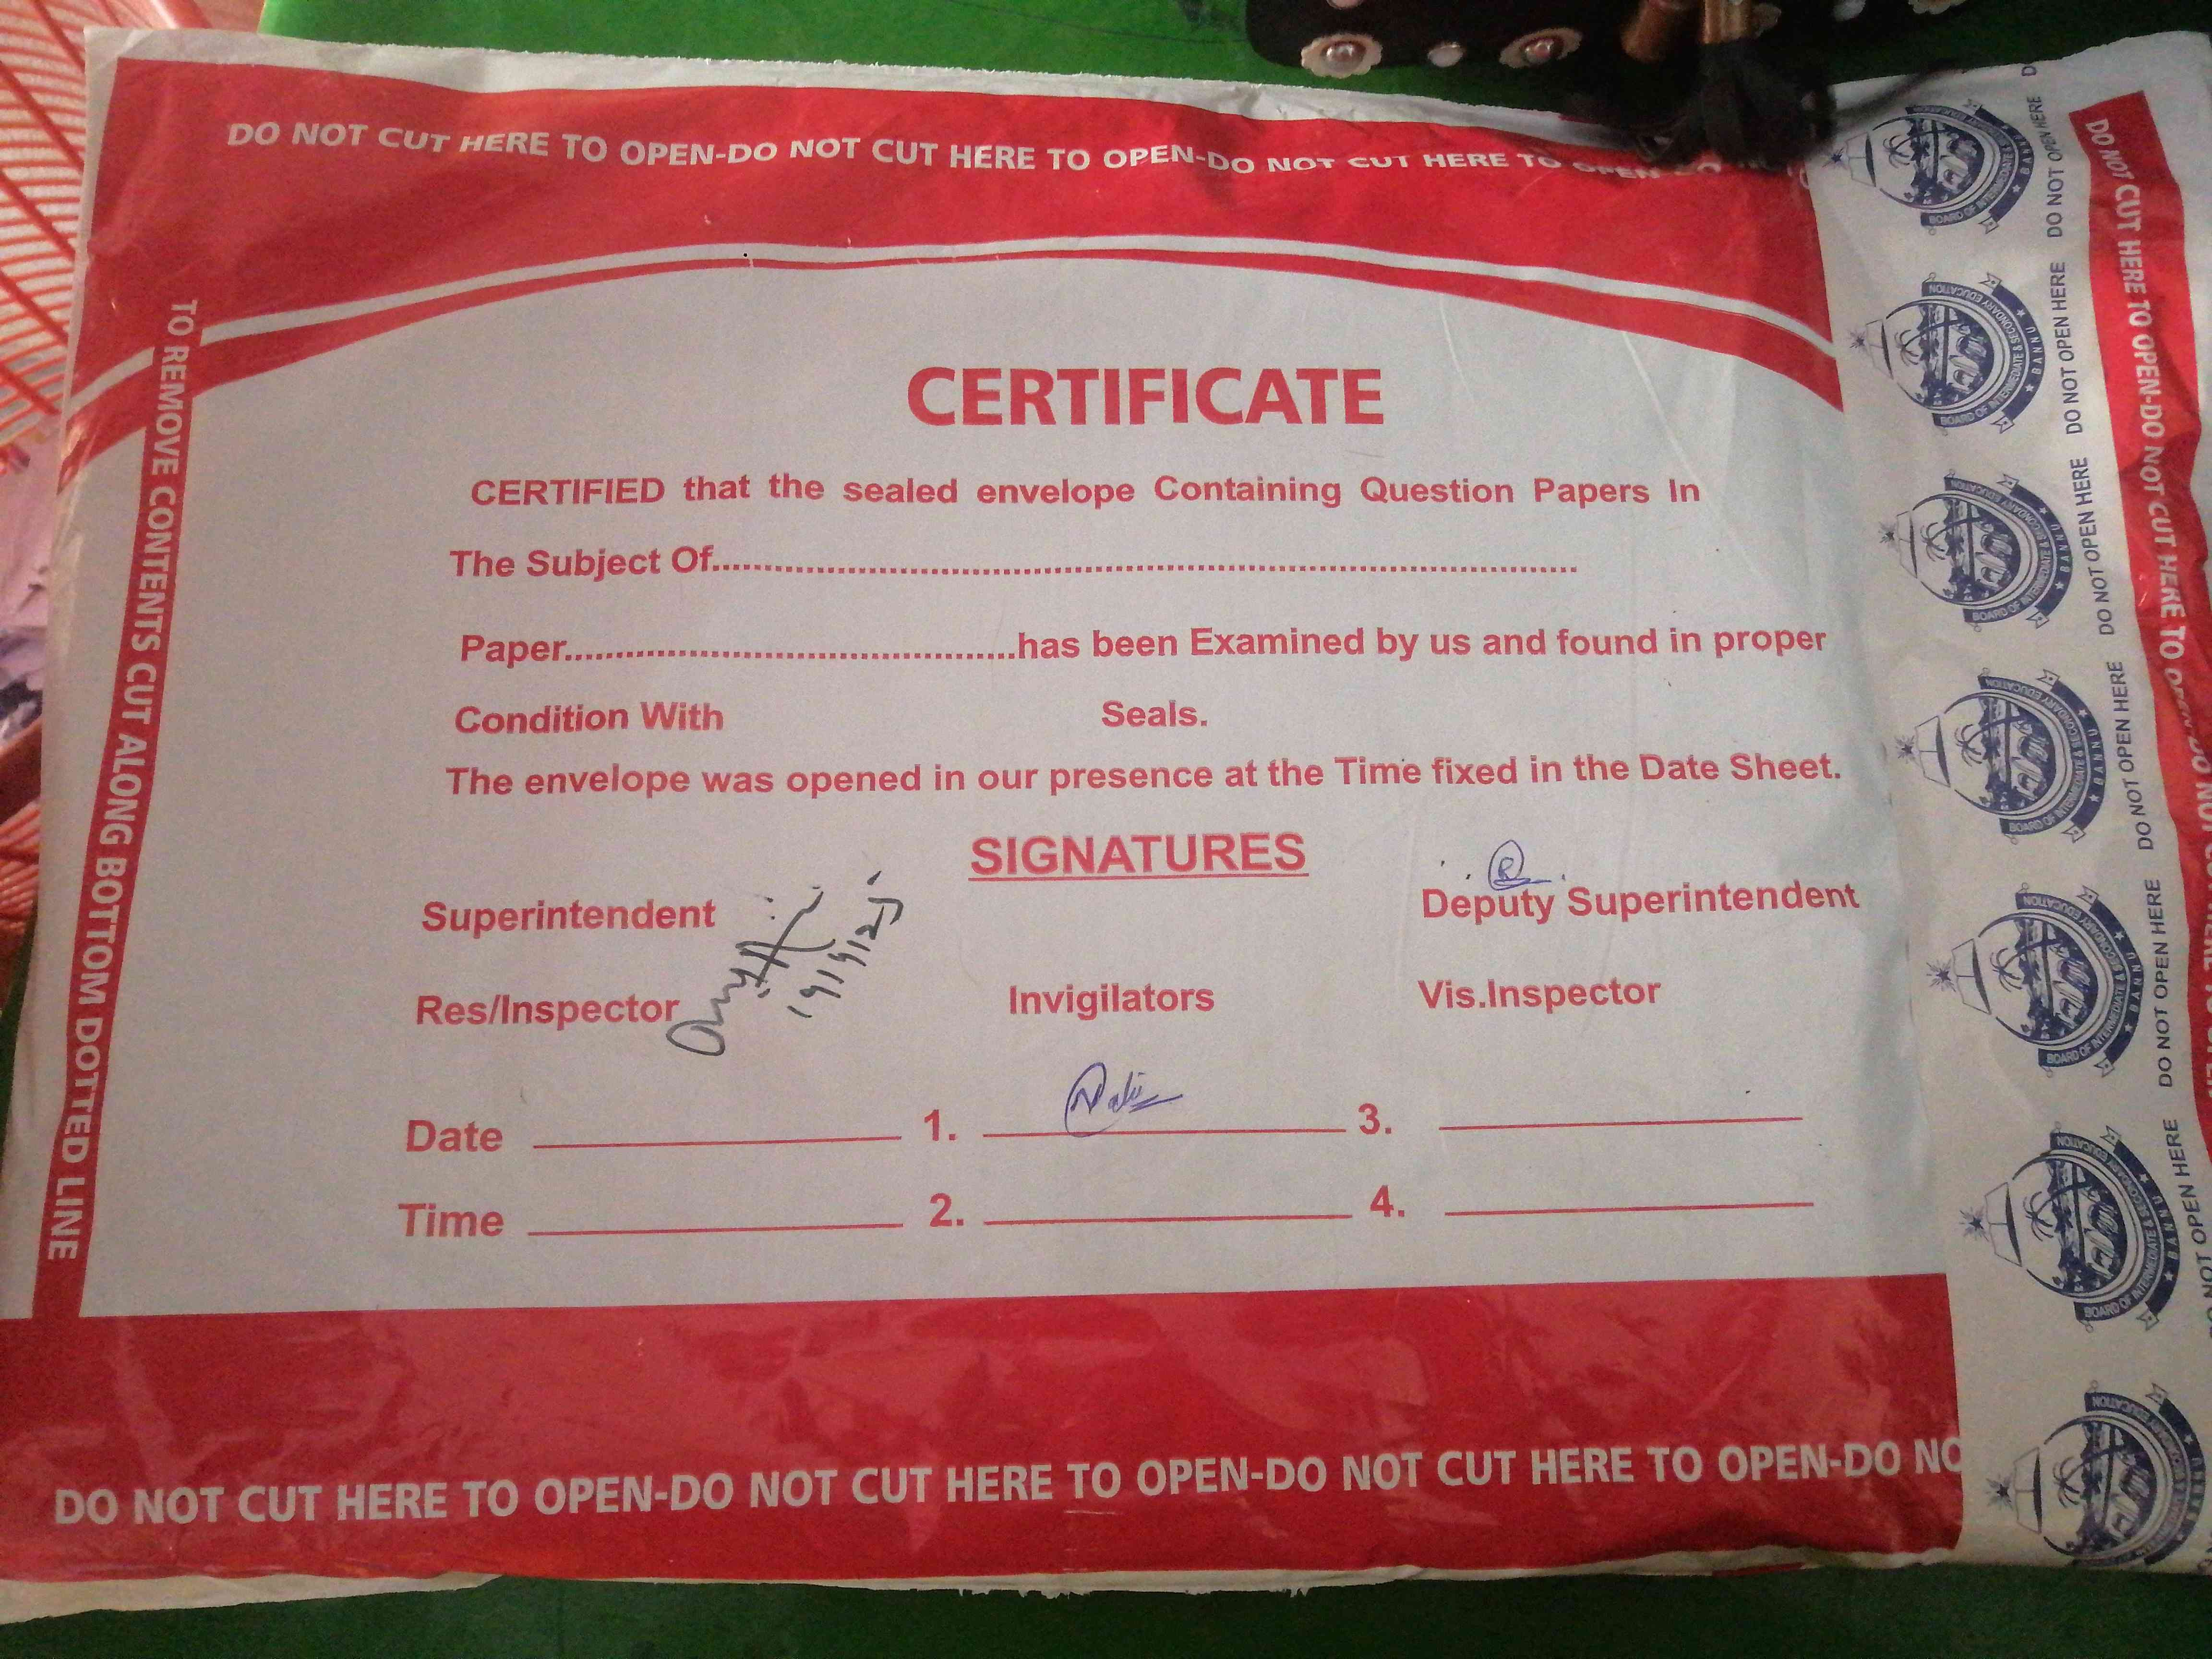 DO NOT CUT HERE TO OPEN-DO NOT CUT HERE TO OPEN-DO NOT CUT HERE TO OPEN
TO REMOVE CONTENTS CUT ALONG BOTTOM DOTTED LINE
CERTIFICATE
CERTIFIED that the sealed envelope Containing Question Papers In
The Subject Of....................................................................................
Paper............................................has been Examined by us and found in proper
Condition With Seals.
The envelope was opened in our presence at the Time fixed in the Date Sheet.
SIGNATURES
Superintendent Deputy Superintendent
Res/Inspector Invigilators Vis.Inspector
Date 1. 3.
Time 2. 4.
DO NOT CUT HERE TO OPEN-DO NOT CUT HERE TO OPEN-DO NOT CUT HERE TO OPEN-DO NO
BOARD OF INTERMEDIATE & SECONDARY EDUCATION
BANNU
DO NOT OPEN HERE DO NOT OPEN HERE DO NOT OPEN HERE DO NOT OPEN HERE DO NOT OPEN HERE DO NOT OPEN HERE
DO NOT CUT HERE TO OPEN-DO NOT CUT HERE TO